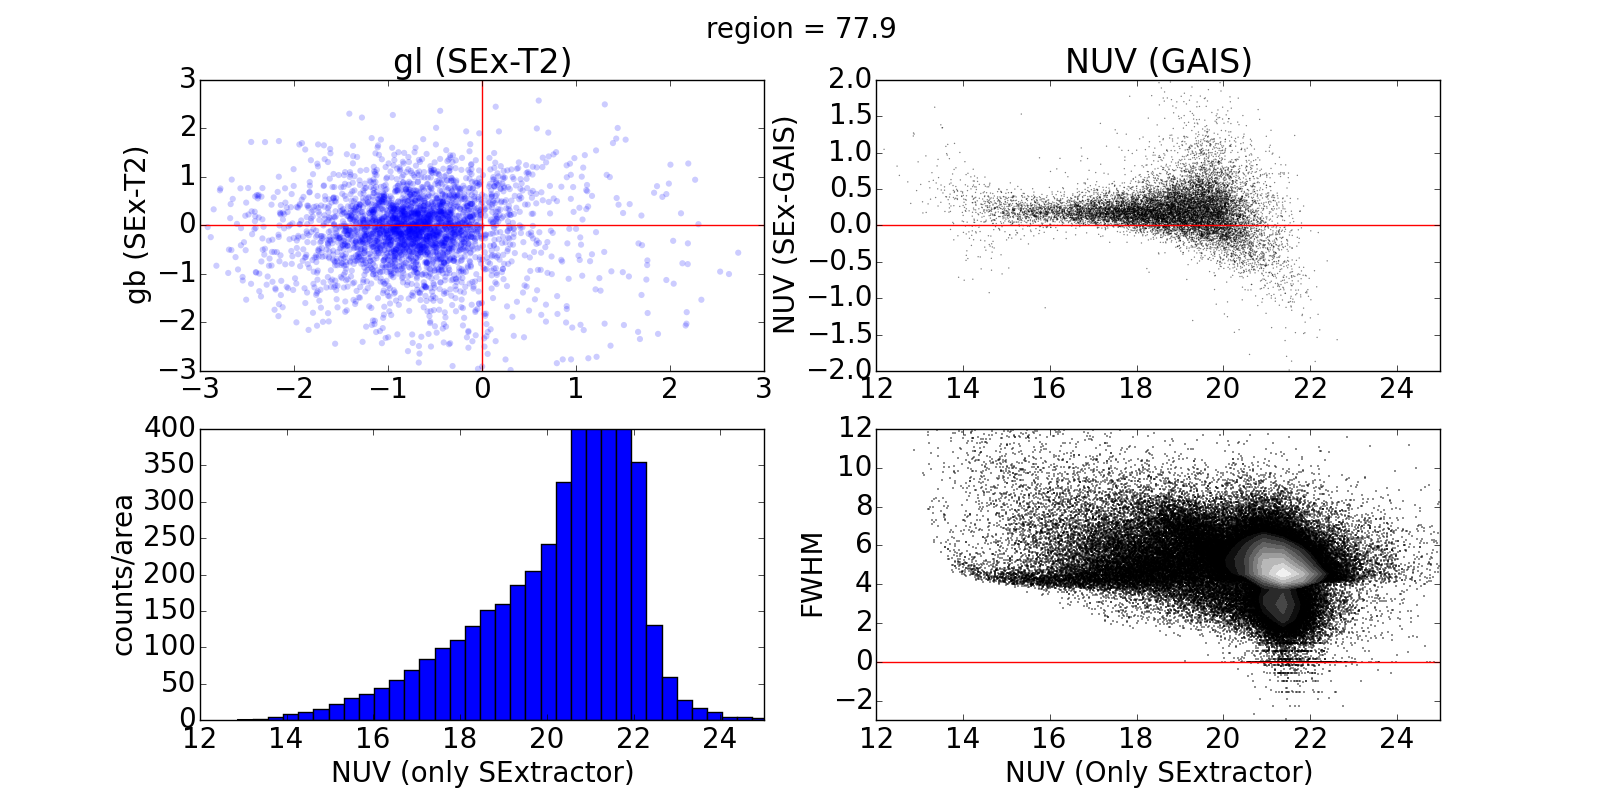 region = 77.9
gl (SEx-T2)
NUV (GAIS)
3
2
1
0
−1
−2
−3
gb (SEx-T2)
−3 −2 −1 0 1 2 3
2.0
1.5
1.0
0.5
0.0
−0.5
−1.0
−1.5
−2.0
NUV (SEx-GAIS)
12 14 16 18 20 22 24
400
350
300
250
200
150
100
50
0
counts/area
12 14 16 18 20 22 24
NUV (only SExtractor)
12
10
8
6
4
2
0
−2
FWHM
12 14 16 18 20 22 24
NUV (Only SExtractor)